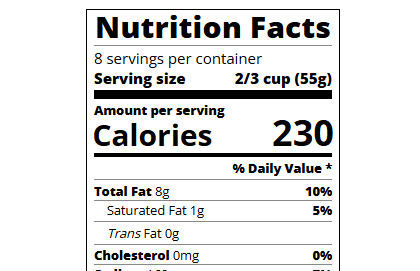 Nutrition Facts
8 servings per container
Serving size 2/3 cup (55g)
Amount per serving
Calories 230
% Daily Value *
Total Fat 8g 10%
Saturated Fat 1g 5%
Trans Fat 0g
Cholesterol 0mg 0%